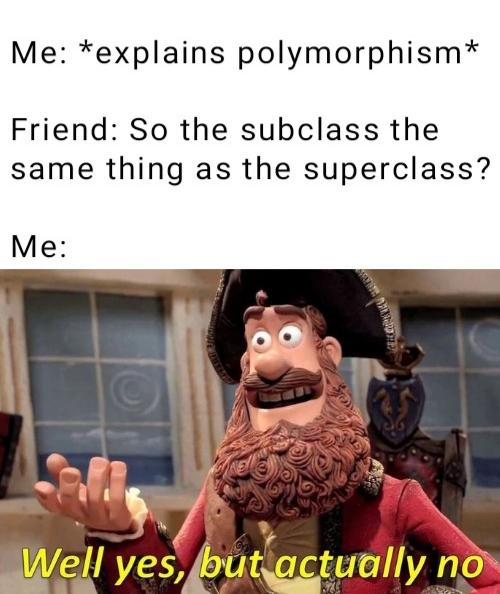 Me: *explains polymorphism*
Friend: So the subclass the
same thing as the superclass?
Me:
Well yes, but actually no